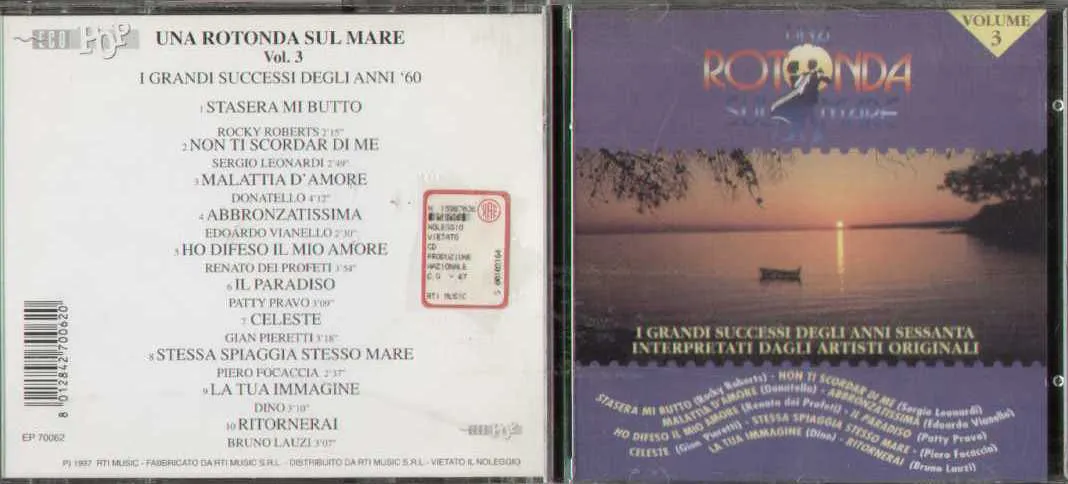 ECO POP
UNA ROTONDA SUL MARE
Vol. 3
I GRANDI SUCCESSI DEGLI ANNI '60
1 STASERA MI BUTTO
ROCKY ROBERTS 2'15"
2 NON TI SCORDAR DI ME
SERGIO LEONARDI 2'49"
3 MALATTIA D'AMORE
DONATELLO 4'12"
4 ABBRONZATISSIMA
EDOARDO VIANELLO 2'30"
5 HO DIFESO IL MIO AMORE
RENATO DEI PROFETI 3'54"
6 IL PARADISO
PATTY PRAVO 3'09"
7 CELESTE
GIAN PIERETTI 3'18"
8 STESSA SPIAGGIA STESSO MARE
PIERO FOCACCIA 2'37"
9 LA TUA IMMAGINE
DINO 3'10"
10 RITORNERAI
BRUNO LAUZI 3'07"
8 012842 700620
EP 70062
P) 1997 RTI MUSIC - FABBRICATO DA RTI MUSIC S.R.L - DISTRIBUITO DA RTI MUSIC S.R.L. - VIETATO IL NOLEGGIO
NOLEGGIO
VIETATO
CD
PRODUZIONE
NAZIONALE
RTI MUSIC
VOLUME
3
UNA
ROTONDA
SUL MARE
I GRANDI SUCCESSI DEGLI ANNI SESSANTA
INTERPRETATI DAGLI ARTISTI ORIGINALI
STASERA MI BUTTO (Rocky Roberts) - NON TI SCORDAR DI ME (Sergio Leonardi)
MALATTIA D'AMORE (Donatello) - ABBRONZATISSIMA (Edoardo Vianello)
HO DIFESO IL MIO AMORE (Renato dei Profeti) - IL PARADISO (Patty Pravo)
CELESTE (Gian Pieretti) - STESSA SPIAGGIA STESSO MARE - (Piero Focaccia)
LA TUA IMMAGINE (Dino) - RITORNERAI (Bruno Lauzi)